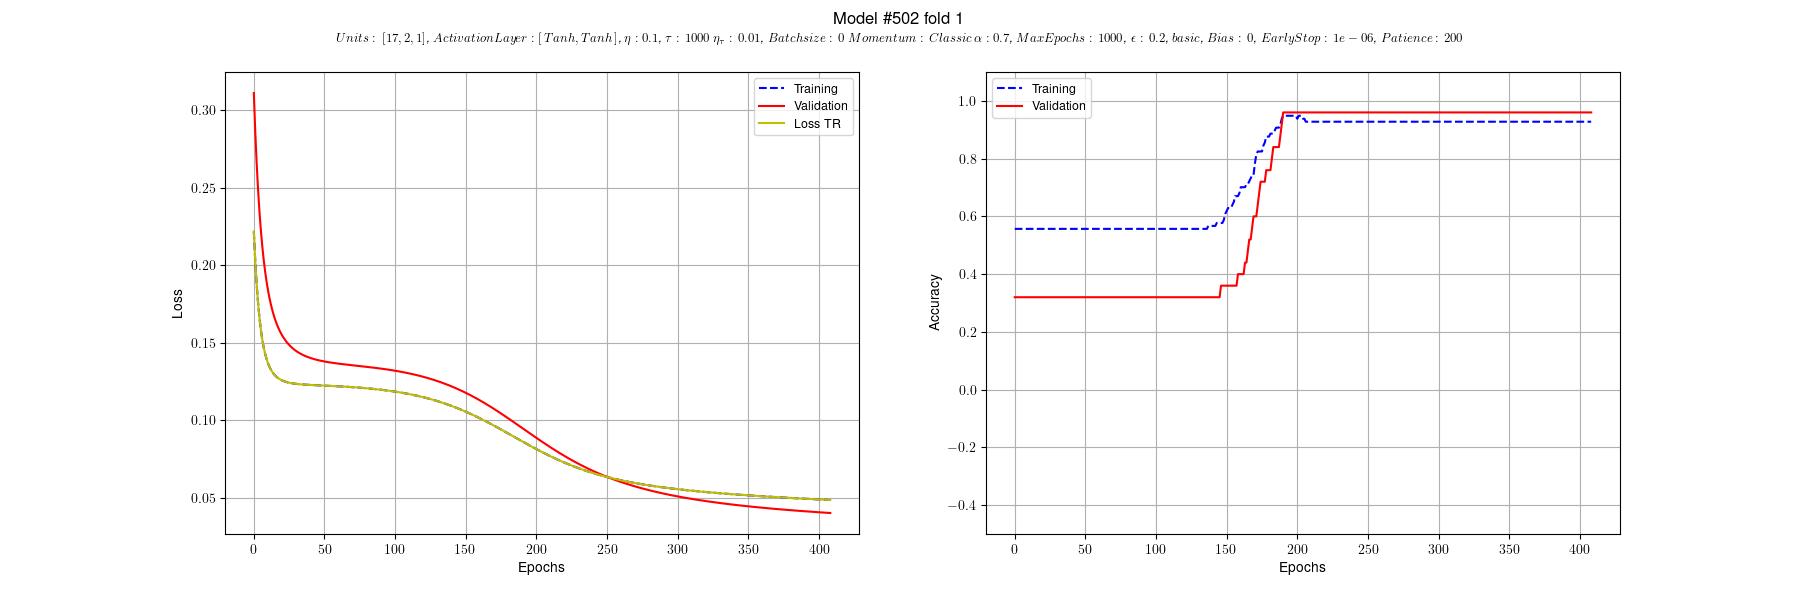 Model #502 fold 1
Units : [17, 2, 1], ActivationLayer : [Tanh, Tanh], η : 0.1, τ : 1000 η_τ : 0.01, Batchsize : 0 Momentum : Classic α : 0.7, MaxEpochs : 1000, ϵ : 0.2, basic, Bias : 0, EarlyStop : 1e − 06, Patience : 200
Loss
0.30
0.25
0.20
0.15
0.10
0.05
0 50 100 150 200 250 300 350 400
Epochs
Training
Validation
Loss TR
Accuracy
1.0
0.8
0.6
0.4
0.2
0.0
−0.2
−0.4
0 50 100 150 200 250 300 350 400
Epochs
Training
Validation